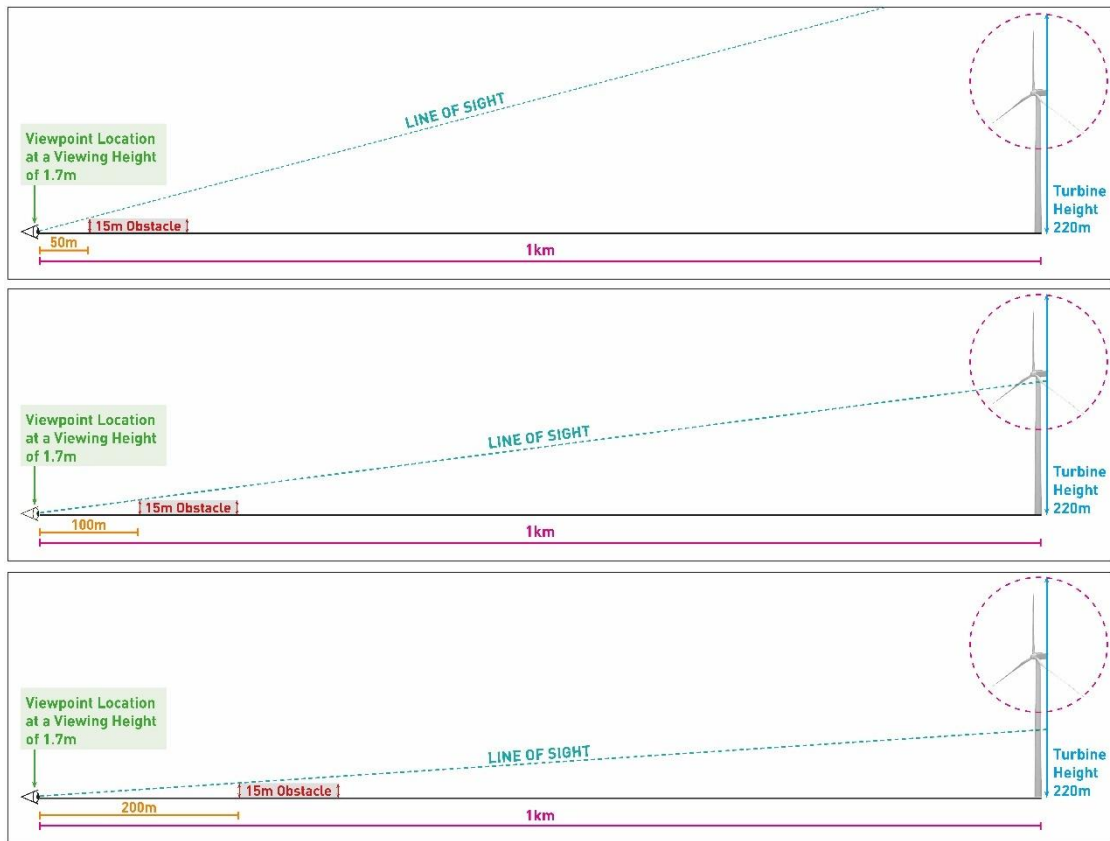 LINE OF SIGHT
Viewpoint Location
at a Viewing Height
of 1.7m
15m Obstacle
50m
1km
Turbine
Height
220m
LINE OF SIGHT
Viewpoint Location
at a Viewing Height
of 1.7m
15m Obstacle
100m
1km
Turbine
Height
220m
LINE OF SIGHT
Viewpoint Location
at a Viewing Height
of 1.7m
15m Obstacle
200m
1km
Turbine
Height
220m